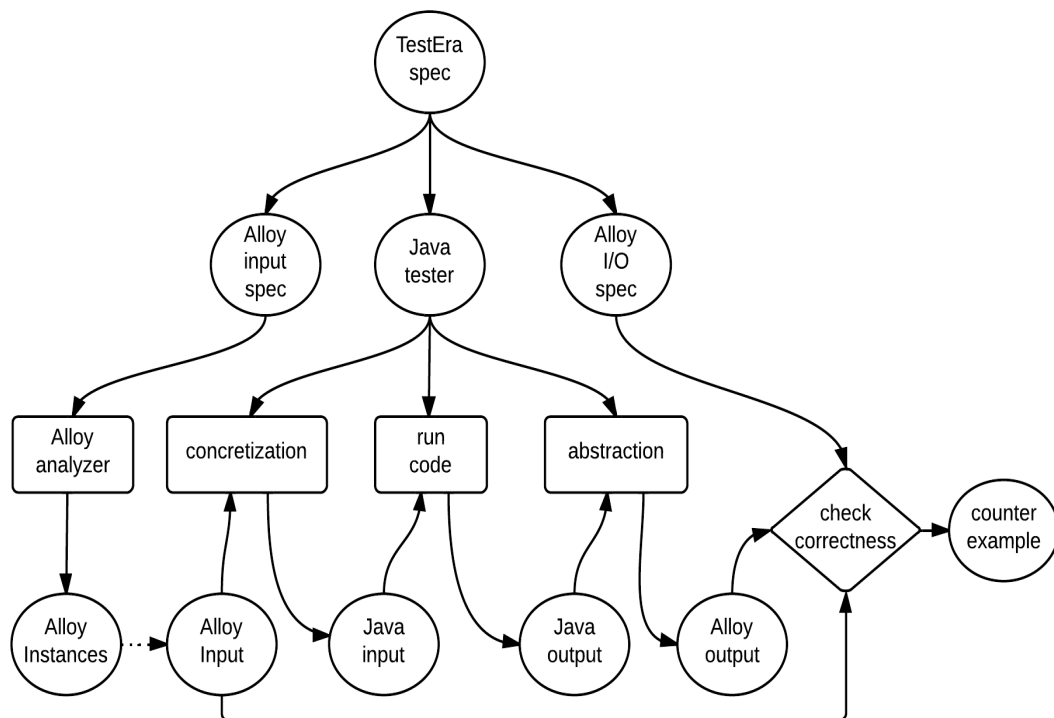 TestEra
spec
Alloy
input
spec
Java
tester
Alloy
I/O
spec
Alloy
analyzer
concretization
run
code
abstraction
check
correctness
counter
example
Alloy
Instances
Alloy
Input
Java
input
Java
output
Alloy
output